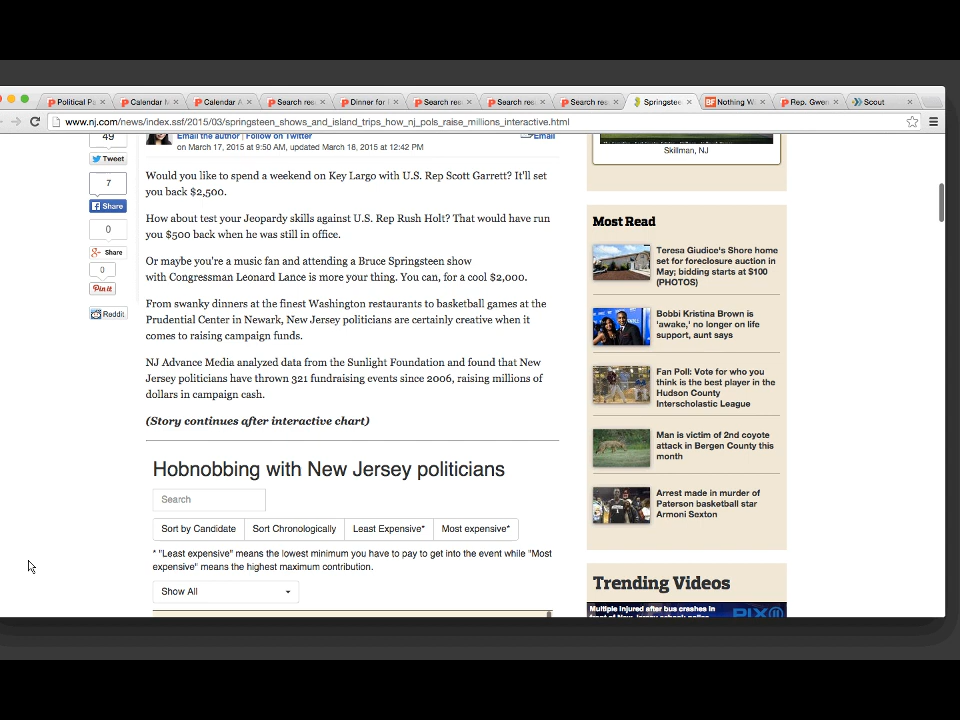 Political Pa
Calendar M
Calendar A
Search res
Dinner for
Search res
Search res
Search res
Springstee
Nothing W
Rep. Gwen
Scout
www.nj.com/news/index.ssf/2015/03/springsteen_shows_and_island_trips_how_nj_pols_raise_millions_interactive.html
49
Tweet
7
Share
0
Share
0
Pin it
Reddit
Email the author | Follow on Twitter
Email
on March 17, 2015 at 9:50 AM, updated March 18, 2015 at 12:42 PM
Would you like to spend a weekend on Key Largo with U.S. Rep Scott Garrett? It'll set
you back $2,500.
How about test your Jeopardy skills against U.S. Rep Rush Holt? That would have run
you $500 back when he was still in office.
Or maybe you're a music fan and attending a Bruce Springsteen show
with Congressman Leonard Lance is more your thing. You can, for a cool $2,000.
From swanky dinners at the finest Washington restaurants to basketball games at the
Prudential Center in Newark, New Jersey politicians are certainly creative when it
comes to raising campaign funds.
NJ Advance Media analyzed data from the Sunlight Foundation and found that New
Jersey politicians have thrown 321 fundraising events since 2006, raising millions of
dollars in campaign cash.
(Story continues after interactive chart)
Hobnobbing with New Jersey politicians
Search
Sort by Candidate
Sort Chronologically
Least Expensive*
Most expensive*
* "Least expensive" means the lowest minimum you have to pay to get into the event while "Most
expensive" means the highest maximum contribution.
Show All
Skillman, NJ
Most Read
Teresa Giudice's Shore home
set for foreclosure auction in
May; bidding starts at $100
(PHOTOS)
Bobbi Kristina Brown is
'awake,' no longer on life
support, aunt says
Fan Poll: Vote for who you
think is the best player in the
Hudson County
Interscholastic League
Man is victim of 2nd coyote
attack in Bergen County this
month
Arrest made in murder of
Paterson basketball star
Armoni Sexton
Trending Videos
Multiple injured after bus crashes in
front of New Jersey school: police
PIX11